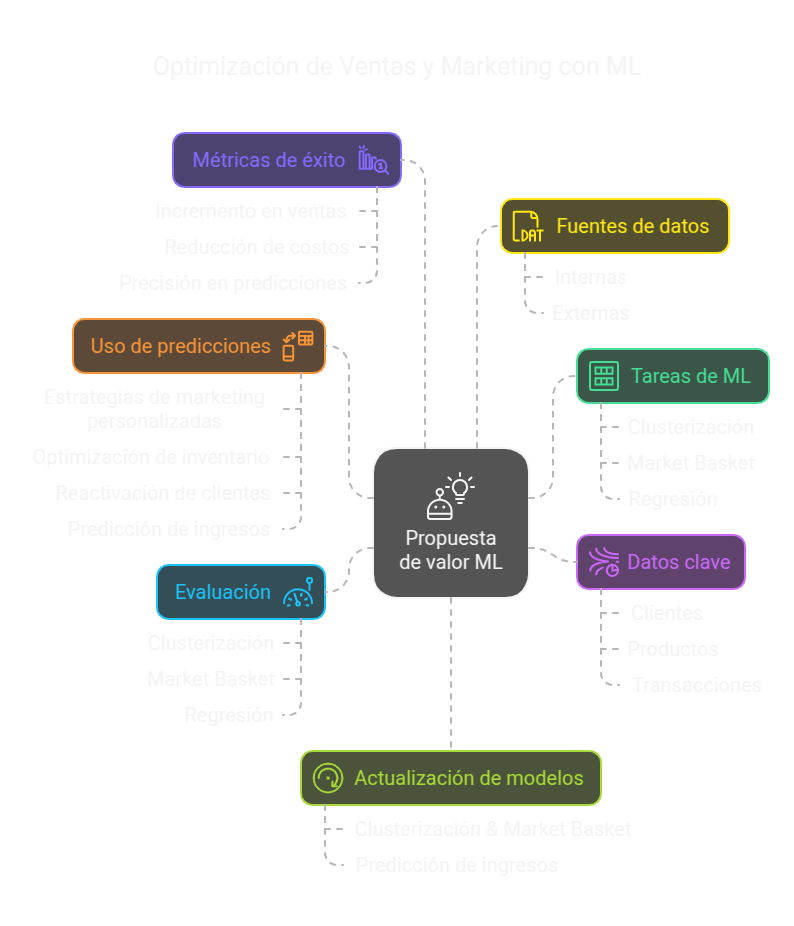 Optimización de Ventas y Marketing con ML
Métricas de éxito
Incremento en ventas
Reducción de costos
Precisión en predicciones
Fuentes de datos
DAT
Internas
Externas
Uso de predicciones
Estrategias de marketing
personalizadas
Optimización de inventario
Reactivación de clientes
Predicción de ingresos
Tareas de ML
Clusterización
Market Basket
Regresión
Propuesta
de valor ML
Datos clave
Clientes
Productos
Transacciones
Evaluación
Clusterización
Market Basket
Regresión
Actualización de modelos
Clusterización & Market Basket
Predicción de ingresos